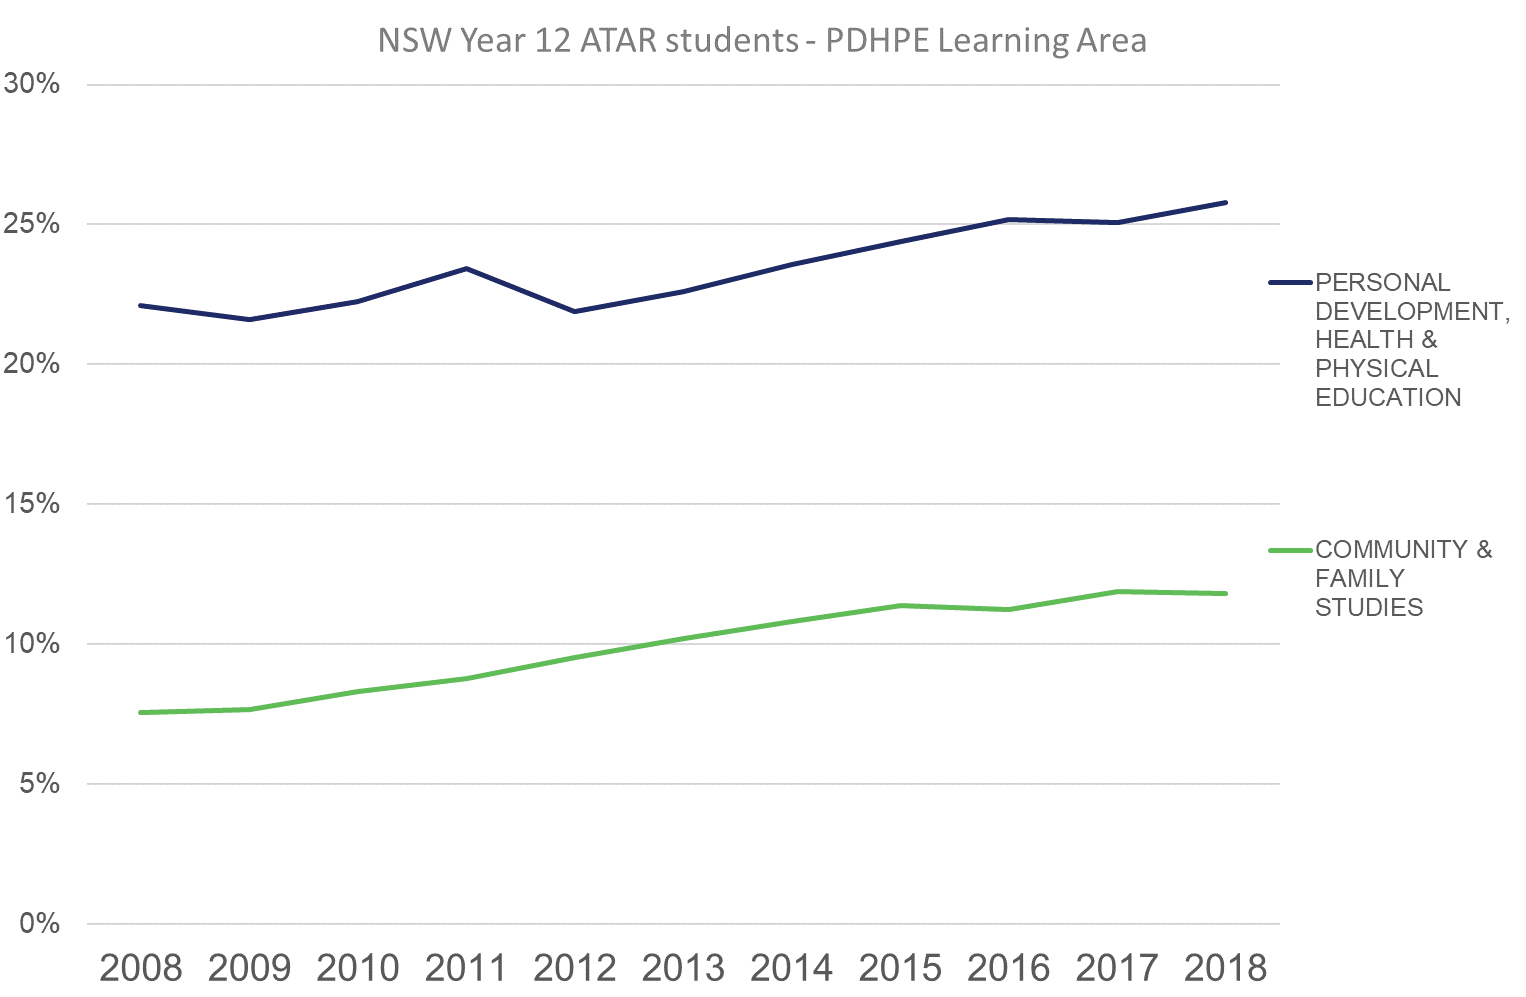 NSW Year 12 ATAR students - PDHPE Learning Area
30%
25%
20%
15%
10%
5%
0%
2008 2009 2010 2011 2012 2013 2014 2015 2016 2017 2018
PERSONAL
DEVELOPMENT,
HEALTH &
PHYSICAL
EDUCATION
COMMUNITY &
FAMILY
STUDIES